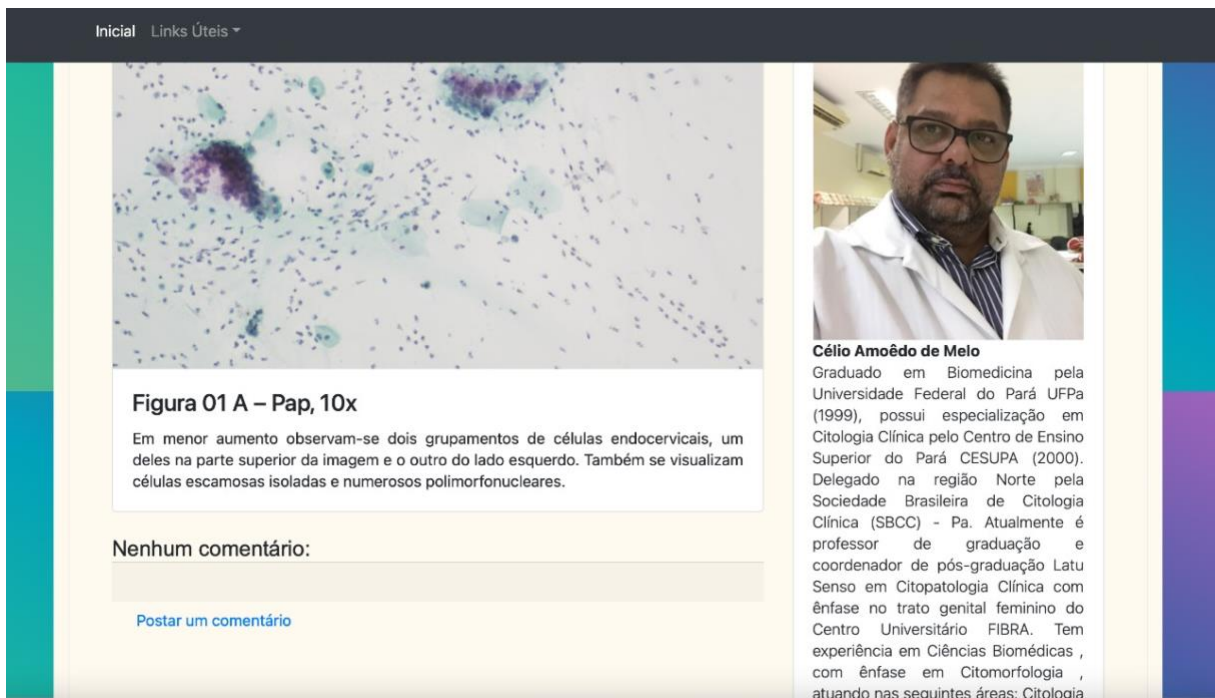 Inicial Links Úteis
Figura 01 A – Pap, 10x
Em menor aumento observam-se dois grupamentos de células endocervicais, um
deles na parte superior da imagem e o outro do lado esquerdo. Também se visualizam
células escamosas isoladas e numerosos polimorfonucleares.
Nenhum comentário:
Postar um comentário
Célio Amoêdo de Melo
Graduado em Biomedicina pela
Universidade Federal do Pará UFPa
(1999), possui especialização em
Citologia Clínica pelo Centro de Ensino
Superior do Pará CESUPA (2000).
Delegado na região Norte pela
Sociedade Brasileira de Citologia
Clínica (SBCC) - Pa. Atualmente é
professor de graduação e
coordenador de pós-graduação Latu
Senso em Citopatologia Clínica com
ênfase no trato genital feminino do
Centro Universitário FIBRA. Tem
experiência em Ciências Biomédicas ,
com ênfase em Citomorfologia ,
atuando nas seguintes áreas: Citologia